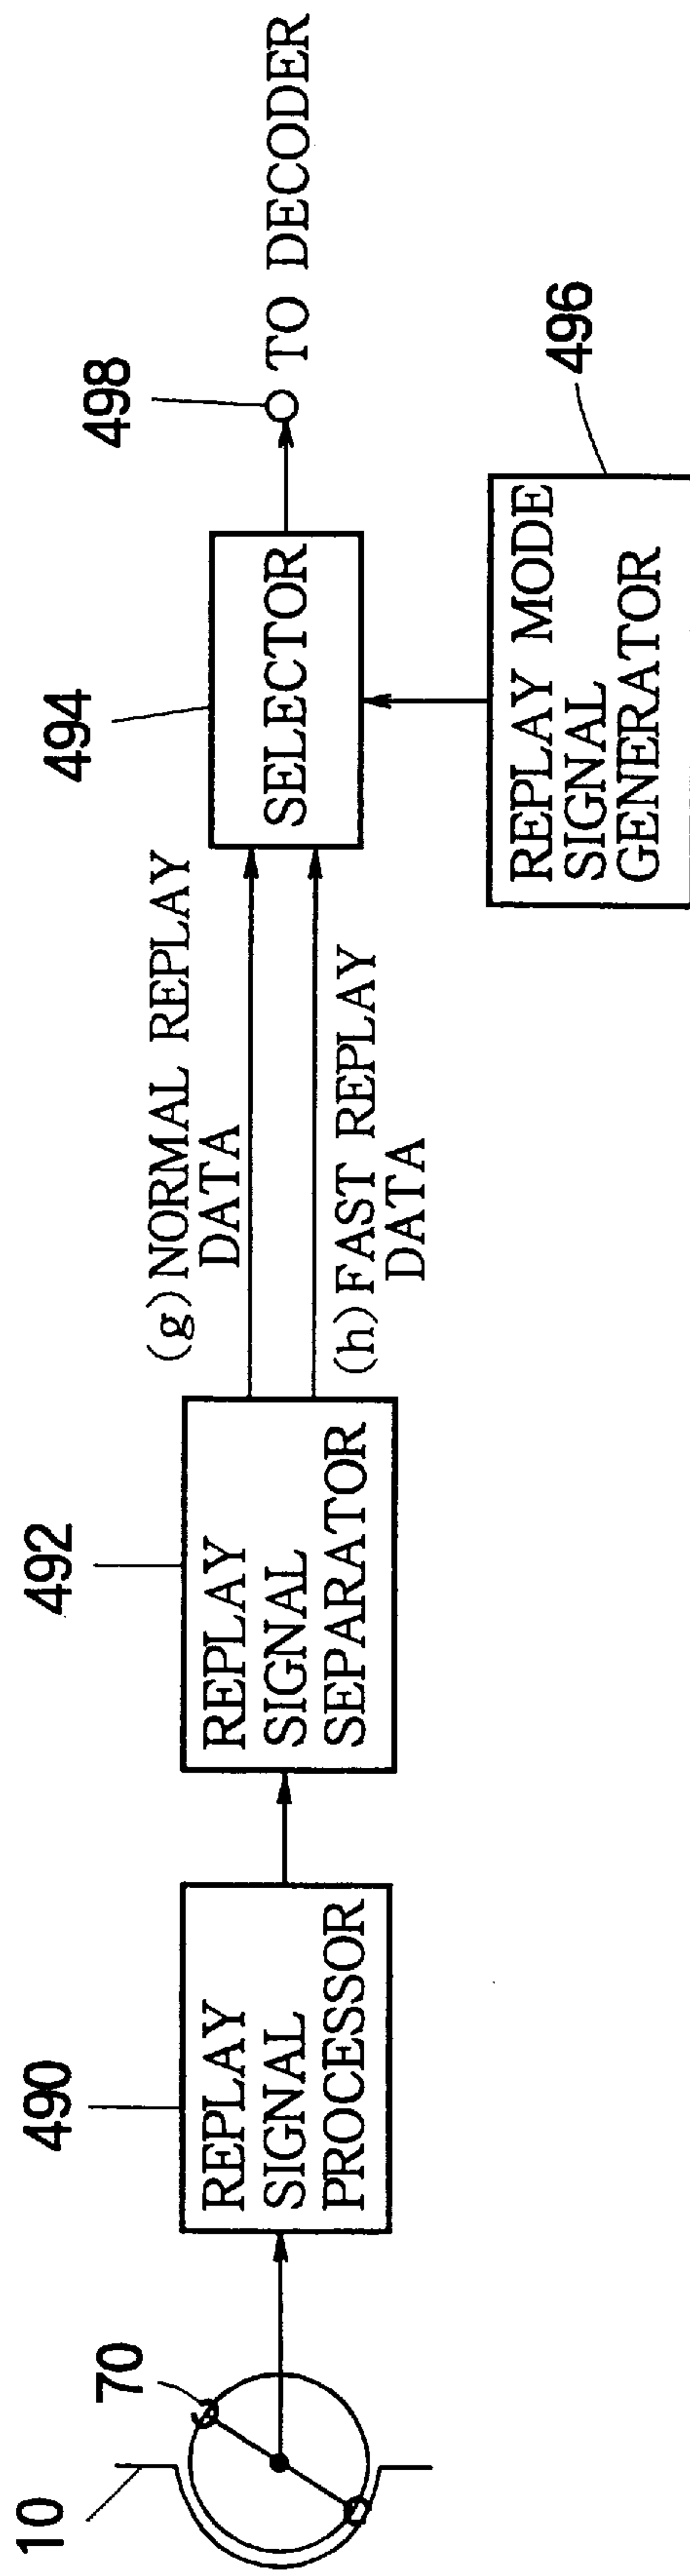 10
70
490
REPLAY
SIGNAL
PROCESSOR
492
REPLAY
SIGNAL
SEPARATOR
(g) NORMAL REPLAY
DATA
(h) FAST REPLAY
DATA
494
SELECTOR
498
TO DECODER
496
REPLAY MODE
SIGNAL
GENERATOR